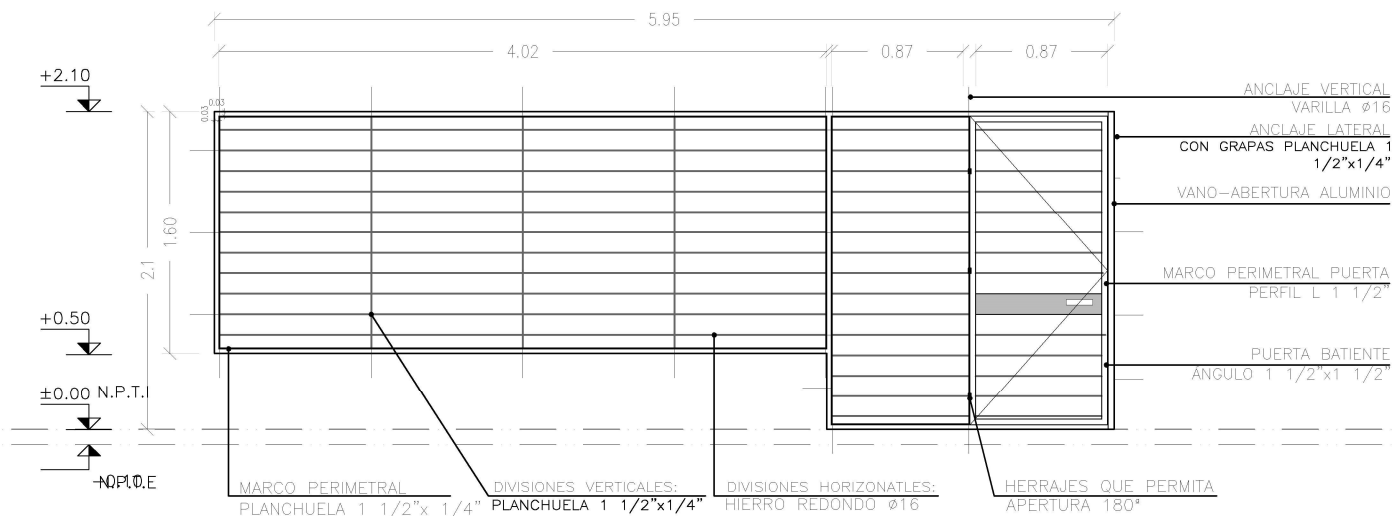 5.95
4.02
0.87
0.87
+2.10
0.03
0.03
ANCLAJE VERTICAL
VARILLA ø16
ANCLAJE LATERAL
CON GRAPAS PLANCHUELA 1
1/2"x1/4"
VANO-ABERTURA ALUMINIO
1.60
2.1
MARCO PERIMETRAL PUERTA
PERFIL L 1 1/2"
+0.50
PUERTA BATIENTE
ÁNGULO 1 1/2"x1 1/2"
±0.00 N.P.T.I
N.P.T.E
MARCO PERIMETRAL
PLANCHUELA 1 1/2"x 1/4"
DIVISIONES VERTICALES:
PLANCHUELA 1 1/2"x1/4"
DIVISIONES HORIZONATLES:
HIERRO REDONDO ø16
HERRAJES QUE PERMITA
APERTURA 180º